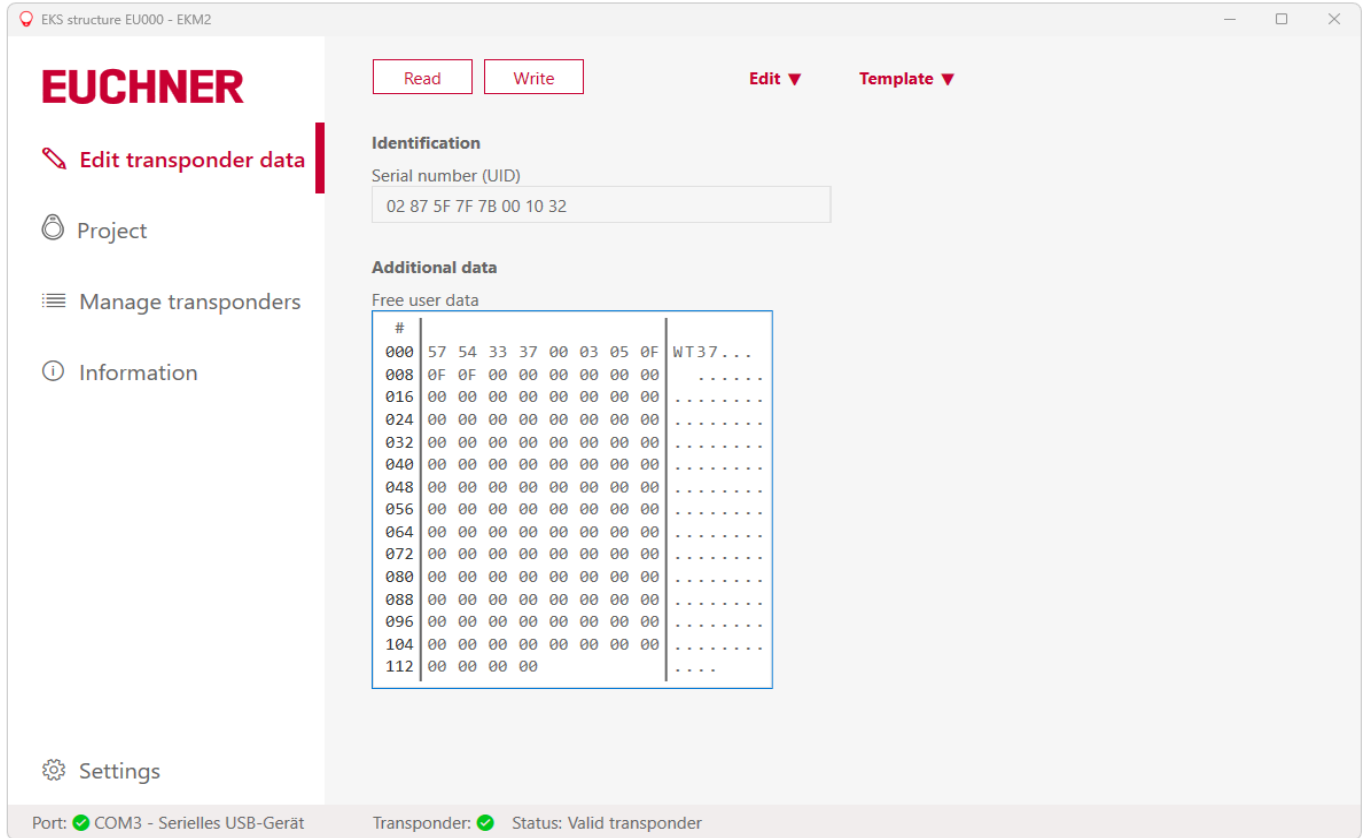 EKS structure EU000 - EKM2
EUCHNER
Edit transponder data
Project
Manage transponders
Information
Settings
Read Write Edit ▼ Template ▼
Identification
Serial number (UID)
02 87 5F 7F 7B 00 10 32
Additional data
Free user data
#
000 57 54 33 37 00 03 05 0F WT37...
008 0F 0F 00 00 00 00 00 00 ......
016 00 00 00 00 00 00 00 00 ........
024 00 00 00 00 00 00 00 00 ........
032 00 00 00 00 00 00 00 00 ........
040 00 00 00 00 00 00 00 00 ........
048 00 00 00 00 00 00 00 00 ........
056 00 00 00 00 00 00 00 00 ........
064 00 00 00 00 00 00 00 00 ........
072 00 00 00 00 00 00 00 00 ........
080 00 00 00 00 00 00 00 00 ........
088 00 00 00 00 00 00 00 00 ........
096 00 00 00 00 00 00 00 00 ........
104 00 00 00 00 00 00 00 00 ........
112 00 00 00 00 ....
Port: COM3 - Serielles USB-Gerät Transponder: Status: Valid transponder